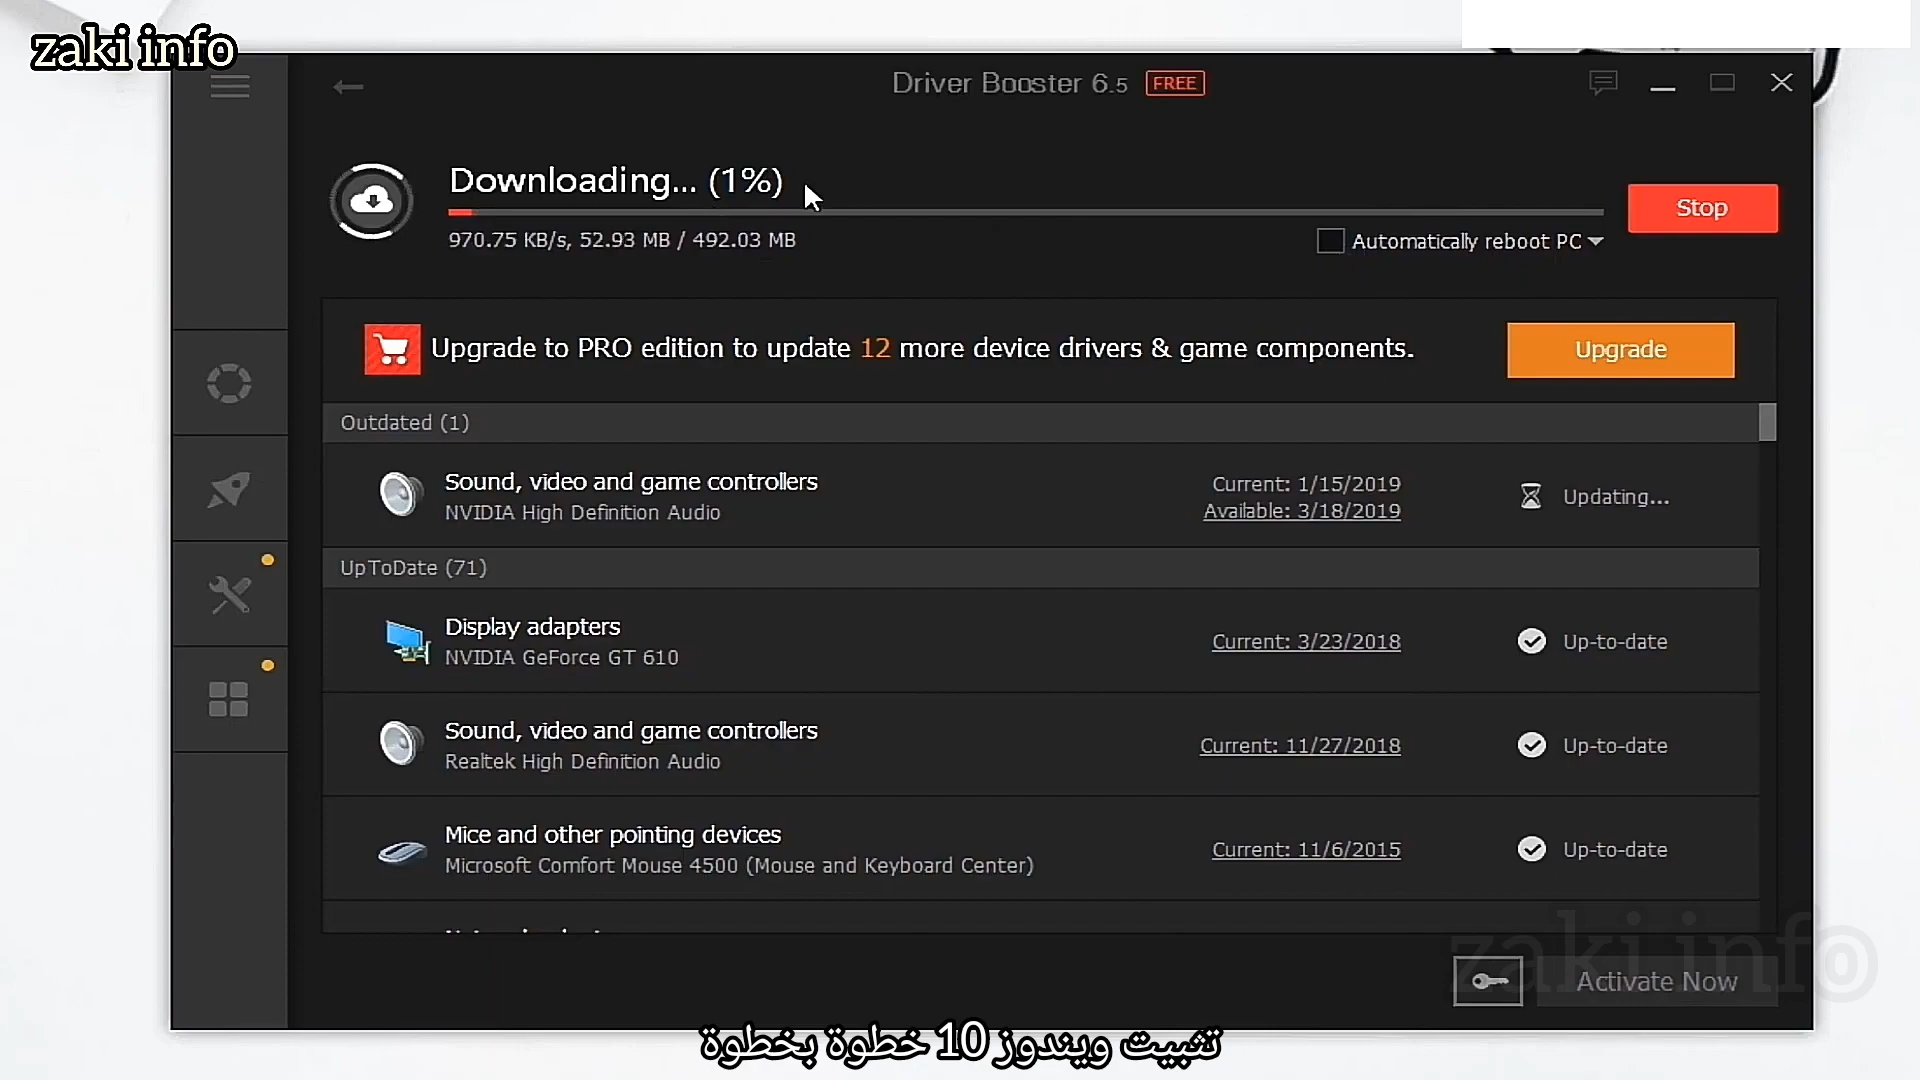 zaki info
Driver Booster 6.5 FREE
Downloading... (1%)
Stop
970.75 KB/s, 52.93 MB / 492.03 MB
Automatically reboot PC
Upgrade to PRO edition to update 12 more device drivers & game components.
Upgrade
Outdated (1)
Sound, video and game controllers
NVIDIA High Definition Audio
Current: 1/15/2019
Available: 3/18/2019
Updating...
UpToDate (71)
Display adapters
NVIDIA GeForce GT 610
Current: 3/23/2018
Up-to-date
Sound, video and game controllers
Realtek High Definition Audio
Current: 11/27/2018
Up-to-date
Mice and other pointing devices
Microsoft Comfort Mouse 4500 (Mouse and Keyboard Center)
Current: 11/6/2015
Up-to-date
zaki info
Activate Now
تثبيت ويندوز 10 خطوة بخطوة